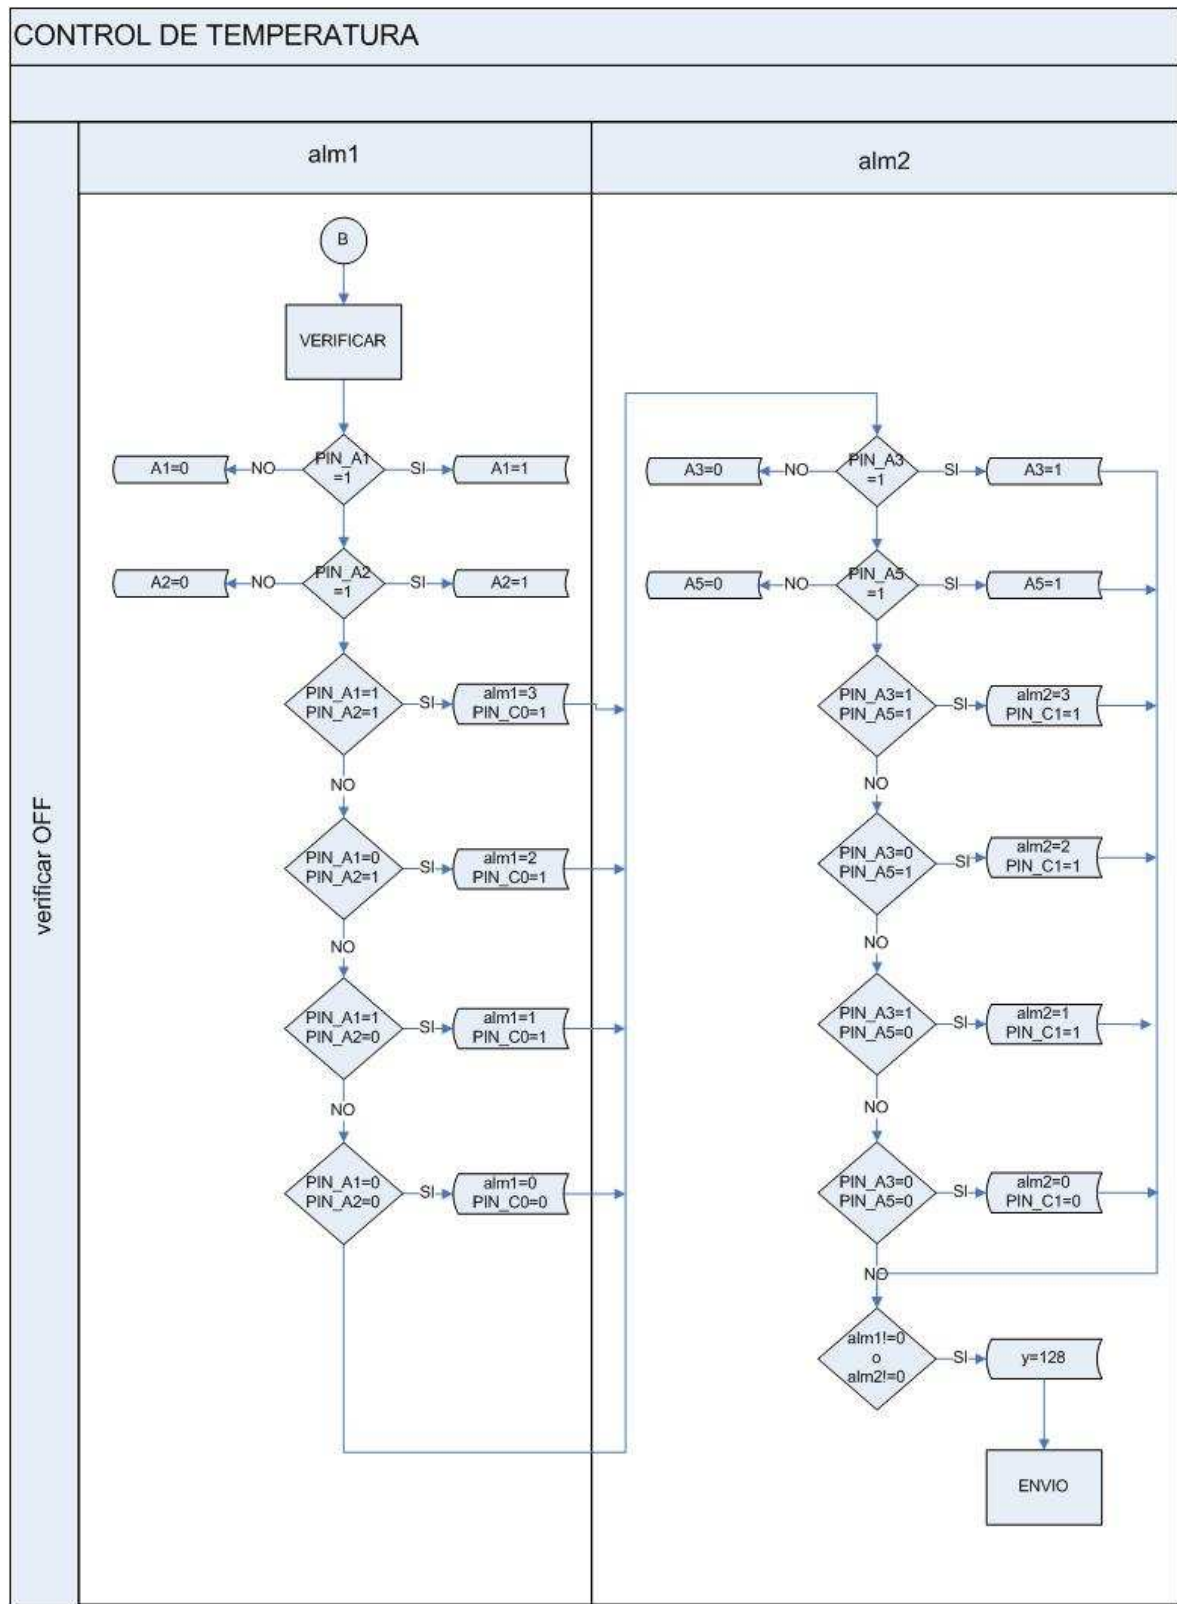 CONTROL DE TEMPERATURA
alm1
alm2
verificar OFF
B
VERIFICAR
A1=0
NO
PIN_A1
=1
SI
A1=1
A2=0
NO
PIN_A2
=1
SI
A2=1
PIN_A1=1
PIN_A2=1
SI
alm1=3
PIN_C0=1
NO
PIN_A1=0
PIN_A2=1
SI
alm1=2
PIN_C0=1
NO
PIN_A1=1
PIN_A2=0
SI
alm1=1
PIN_C0=1
NO
PIN_A1=0
PIN_A2=0
SI
alm1=0
PIN_C0=0
A3=0
NO
PIN_A3
=1
SI
A3=1
A5=0
NO
PIN_A5
=1
SI
A5=1
PIN_A3=1
PIN_A5=1
SI
alm2=3
PIN_C1=1
NO
PIN_A3=0
PIN_A5=1
SI
alm2=2
PIN_C1=1
NO
PIN_A3=1
PIN_A5=0
SI
alm2=1
PIN_C1=1
NO
PIN_A3=0
PIN_A5=0
SI
alm2=0
PIN_C1=0
NO
alm1!=0
o
alm2!=0
SI
y=128
ENVIO